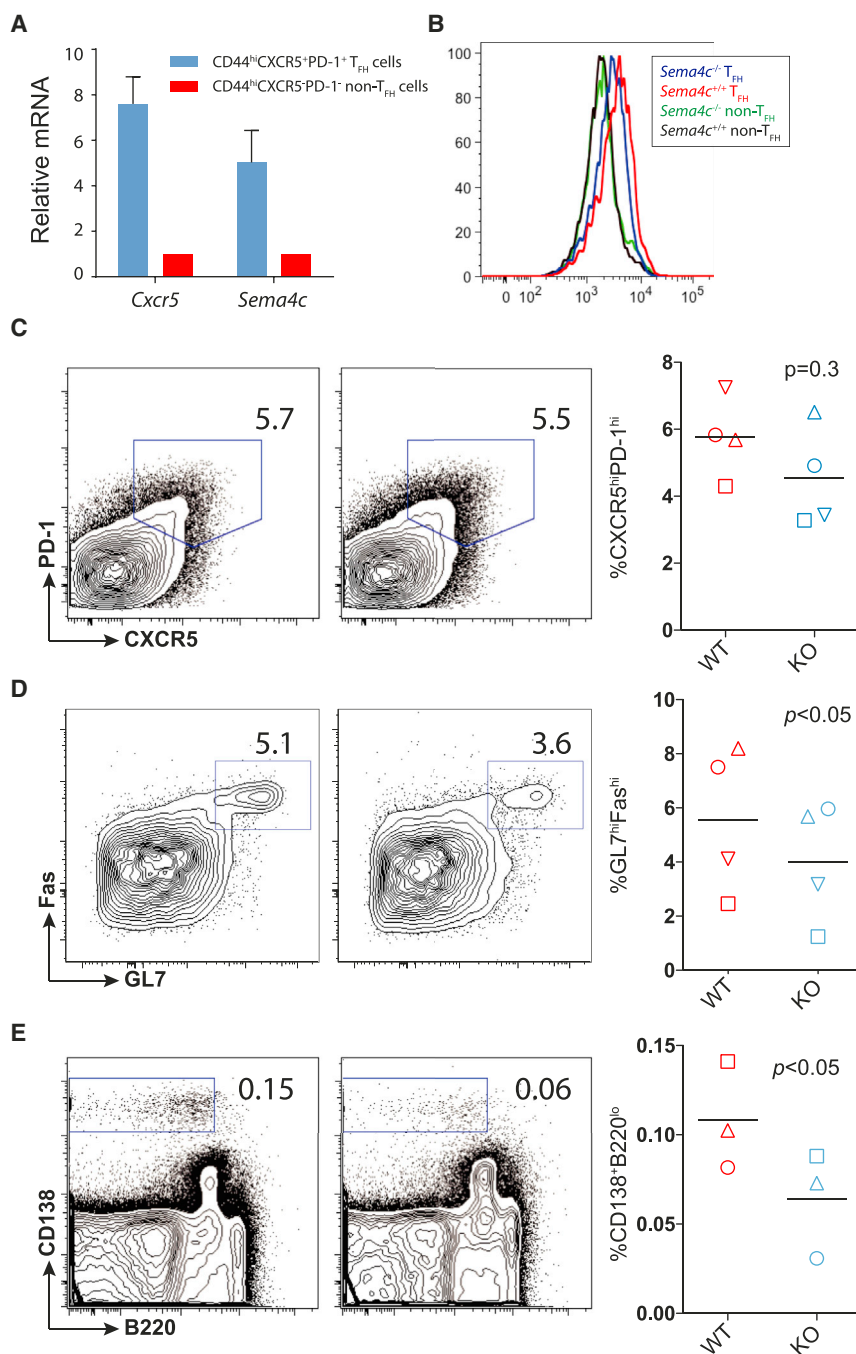 A
Relative mRNA
10
8
6
4
2
0
CD44hiCXCR5+PD-1+ TFH cells
CD44hiCXCR5-PD-1- non-TFH cells
Cxcr5
Sema4c
B
100
80
60
40
20
0
0 10² 10³ 10⁴ 10⁵
Sema4c-/- TFH
Sema4c+/+ TFH
Sema4c-/- non-TFH
Sema4c+/+ non-TFH
C
5.7
5.5
PD-1
CXCR5
%CXCR5hiPD-1hi
8
6
4
2
0
p=0.3
WT
KO
D
5.1
3.6
Fas
GL7
%GL7hiFashi
10
8
6
4
2
0
p<0.05
WT
KO
E
0.15
0.06
CD138
B220
%CD138+B220lo
0.15
0.10
0.05
0.00
p<0.05
WT
KO